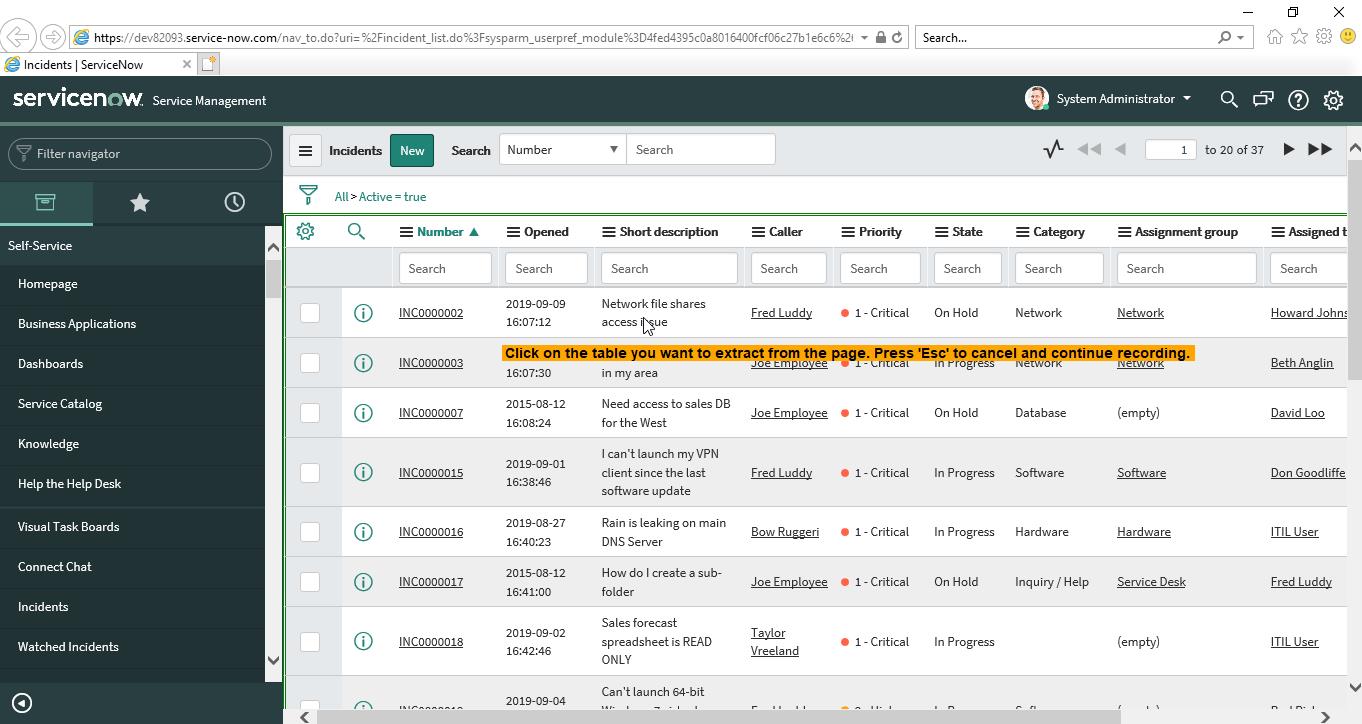 https://dev82093.service-now.com/nav_to.do?uri=%2Fincident_list.do%3Fsysparm_userpref_module%3D4fed4395c0a8016400fcf06c27b1e6c6%2
Search...
Incidents | ServiceNow
servicenow Service Management
System Administrator
Filter navigator
Self-Service
Homepage
Business Applications
Dashboards
Service Catalog
Knowledge
Help the Help Desk
Visual Task Boards
Connect Chat
Incidents
Watched Incidents
Incidents New Search Number Search
1 to 20 of 37
All > Active = true
Number Opened Short description Caller Priority State Category Assignment group Assigned t
Search Search Search Search Search Search Search Search Search
INC0000002 2019-09-09 16:07:12 Network file shares access issue Fred Luddy 1 - Critical On Hold Network Network Howard Johns
Click on the table you want to extract from the page. Press 'Esc' to cancel and continue recording.
INC0000003 16:07:30 in my area Joe Employee 1 - Critical In Progress Network Network Beth Anglin
INC0000007 2015-08-12 16:08:24 Need access to sales DB for the West Joe Employee 1 - Critical On Hold Database (empty) David Loo
INC0000015 2019-09-01 16:38:46 I can't launch my VPN client since the last software update Fred Luddy 1 - Critical In Progress Software Software Don Goodliffe
INC0000016 2019-08-27 16:40:23 Rain is leaking on main DNS Server Bow Ruggeri 1 - Critical In Progress Hardware Hardware ITIL User
INC0000017 2015-08-12 16:41:00 How do I create a sub-folder Joe Employee 1 - Critical On Hold Inquiry / Help Service Desk Fred Luddy
INC0000018 2019-09-02 16:42:46 Sales forecast spreadsheet is READ ONLY Taylor Vreeland 1 - Critical In Progress (empty) ITIL User
2019-09-04 Can't launch 64-bit